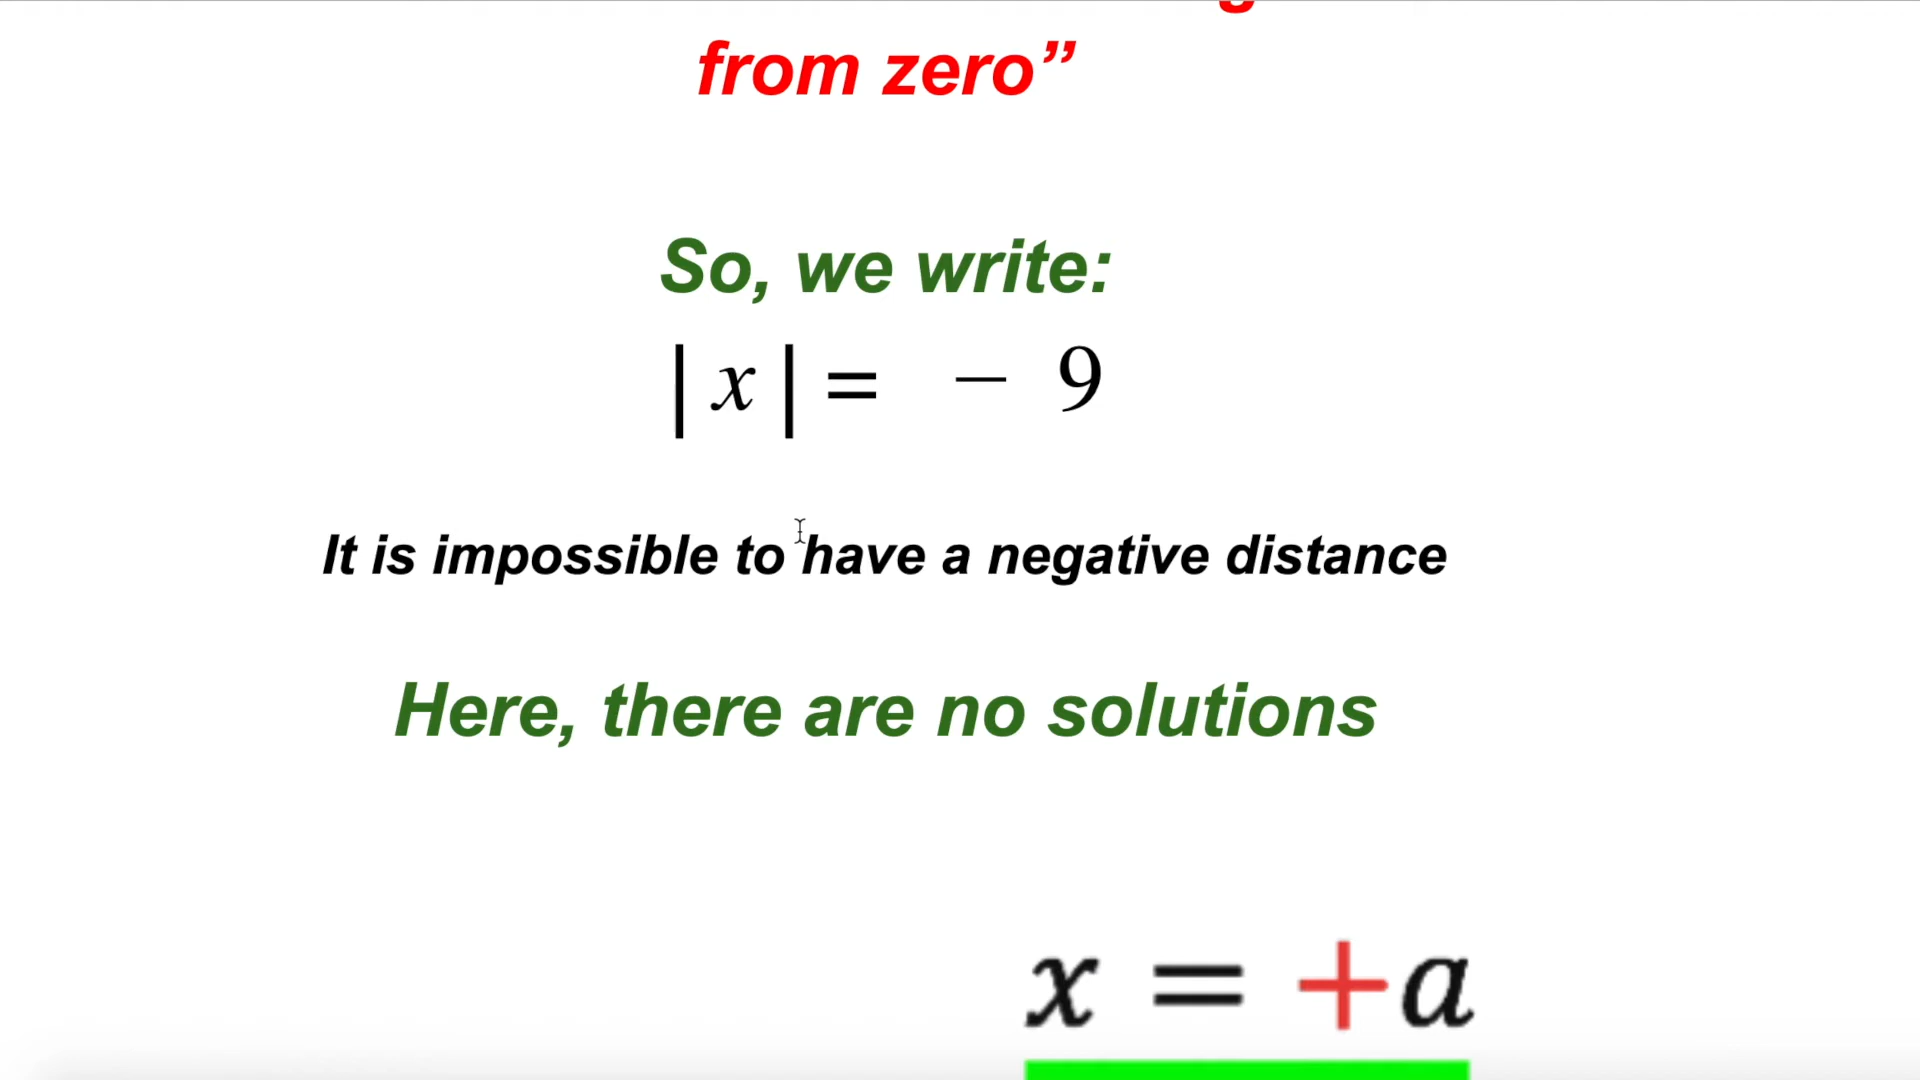 from zero”
So, we write:
|x| = − 9
It is impossible to have a negative distance
Here, there are no solutions
x = +a